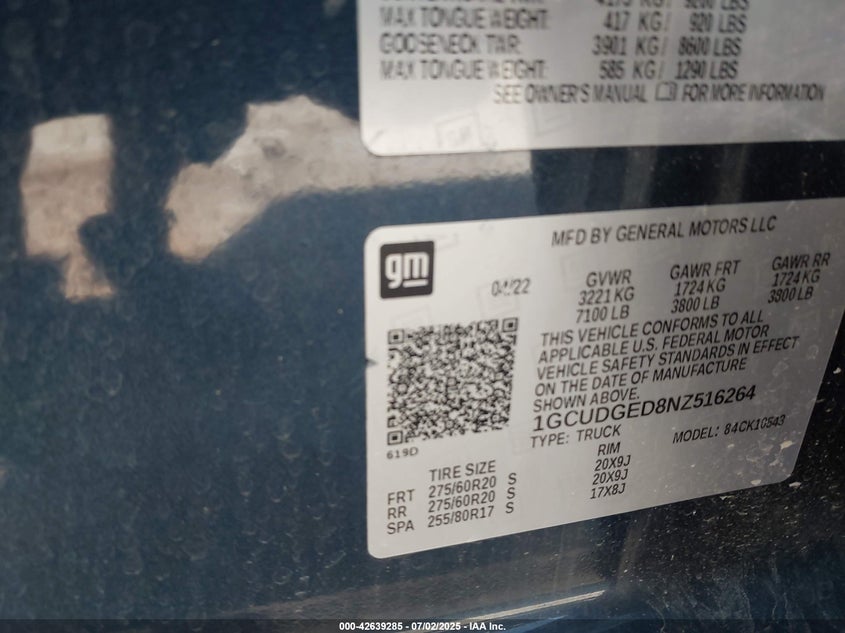 4173 KG/ 9200 LBS
MAX TONGUE WEIGHT: 417 KG/ 920 LBS
GOOSENECK TWR: 3901 KG/ 8600 LBS
MAX TONGUE WEIGHT: 585 KG/ 1290 LBS
SEE OWNER'S MANUAL FOR MORE INFORMATION
gm
MFD BY GENERAL MOTORS LLC
04/22
GVWR GAWR FRT GAWR RR
3221 KG 1724 KG 1724 KG
7100 LB 3800 LB 3800 LB
THIS VEHICLE CONFORMS TO ALL
APPLICABLE U.S. FEDERAL MOTOR
VEHICLE SAFETY STANDARDS IN EFFECT
ON THE DATE OF MANUFACTURE
SHOWN ABOVE.
1GCUDGED8NZ516264
TYPE: TRUCK MODEL: 84CK10543
619D
TIRE SIZE RIM
FRT 275/60R20 S 20X9J
RR 275/60R20 S 20X9J
SPA 255/80R17 S 17X8J
000-42639285 - 07/02/2025 - IAA Inc.